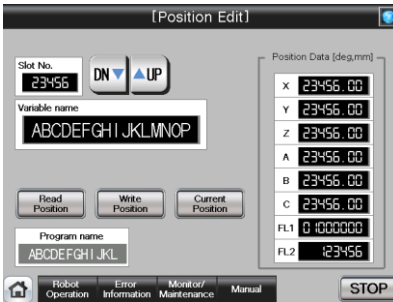 [Position Edit]
Slot No.
23456
DN▼
▲UP
Variable name
ABCDEFGHIJKLMNOP
Read
Position
Write
Position
Current
Position
Program name
ABCDEFGHIJKL
Position Data [deg,mm]
X 23456.00
Y 23456.00
Z 23456.00
A 23456.00
B 23456.00
C 23456.00
FL1 01000000
FL2 123456
Robot
Operation
Error
Information
Monitor/
Maintenance
Manual
STOP